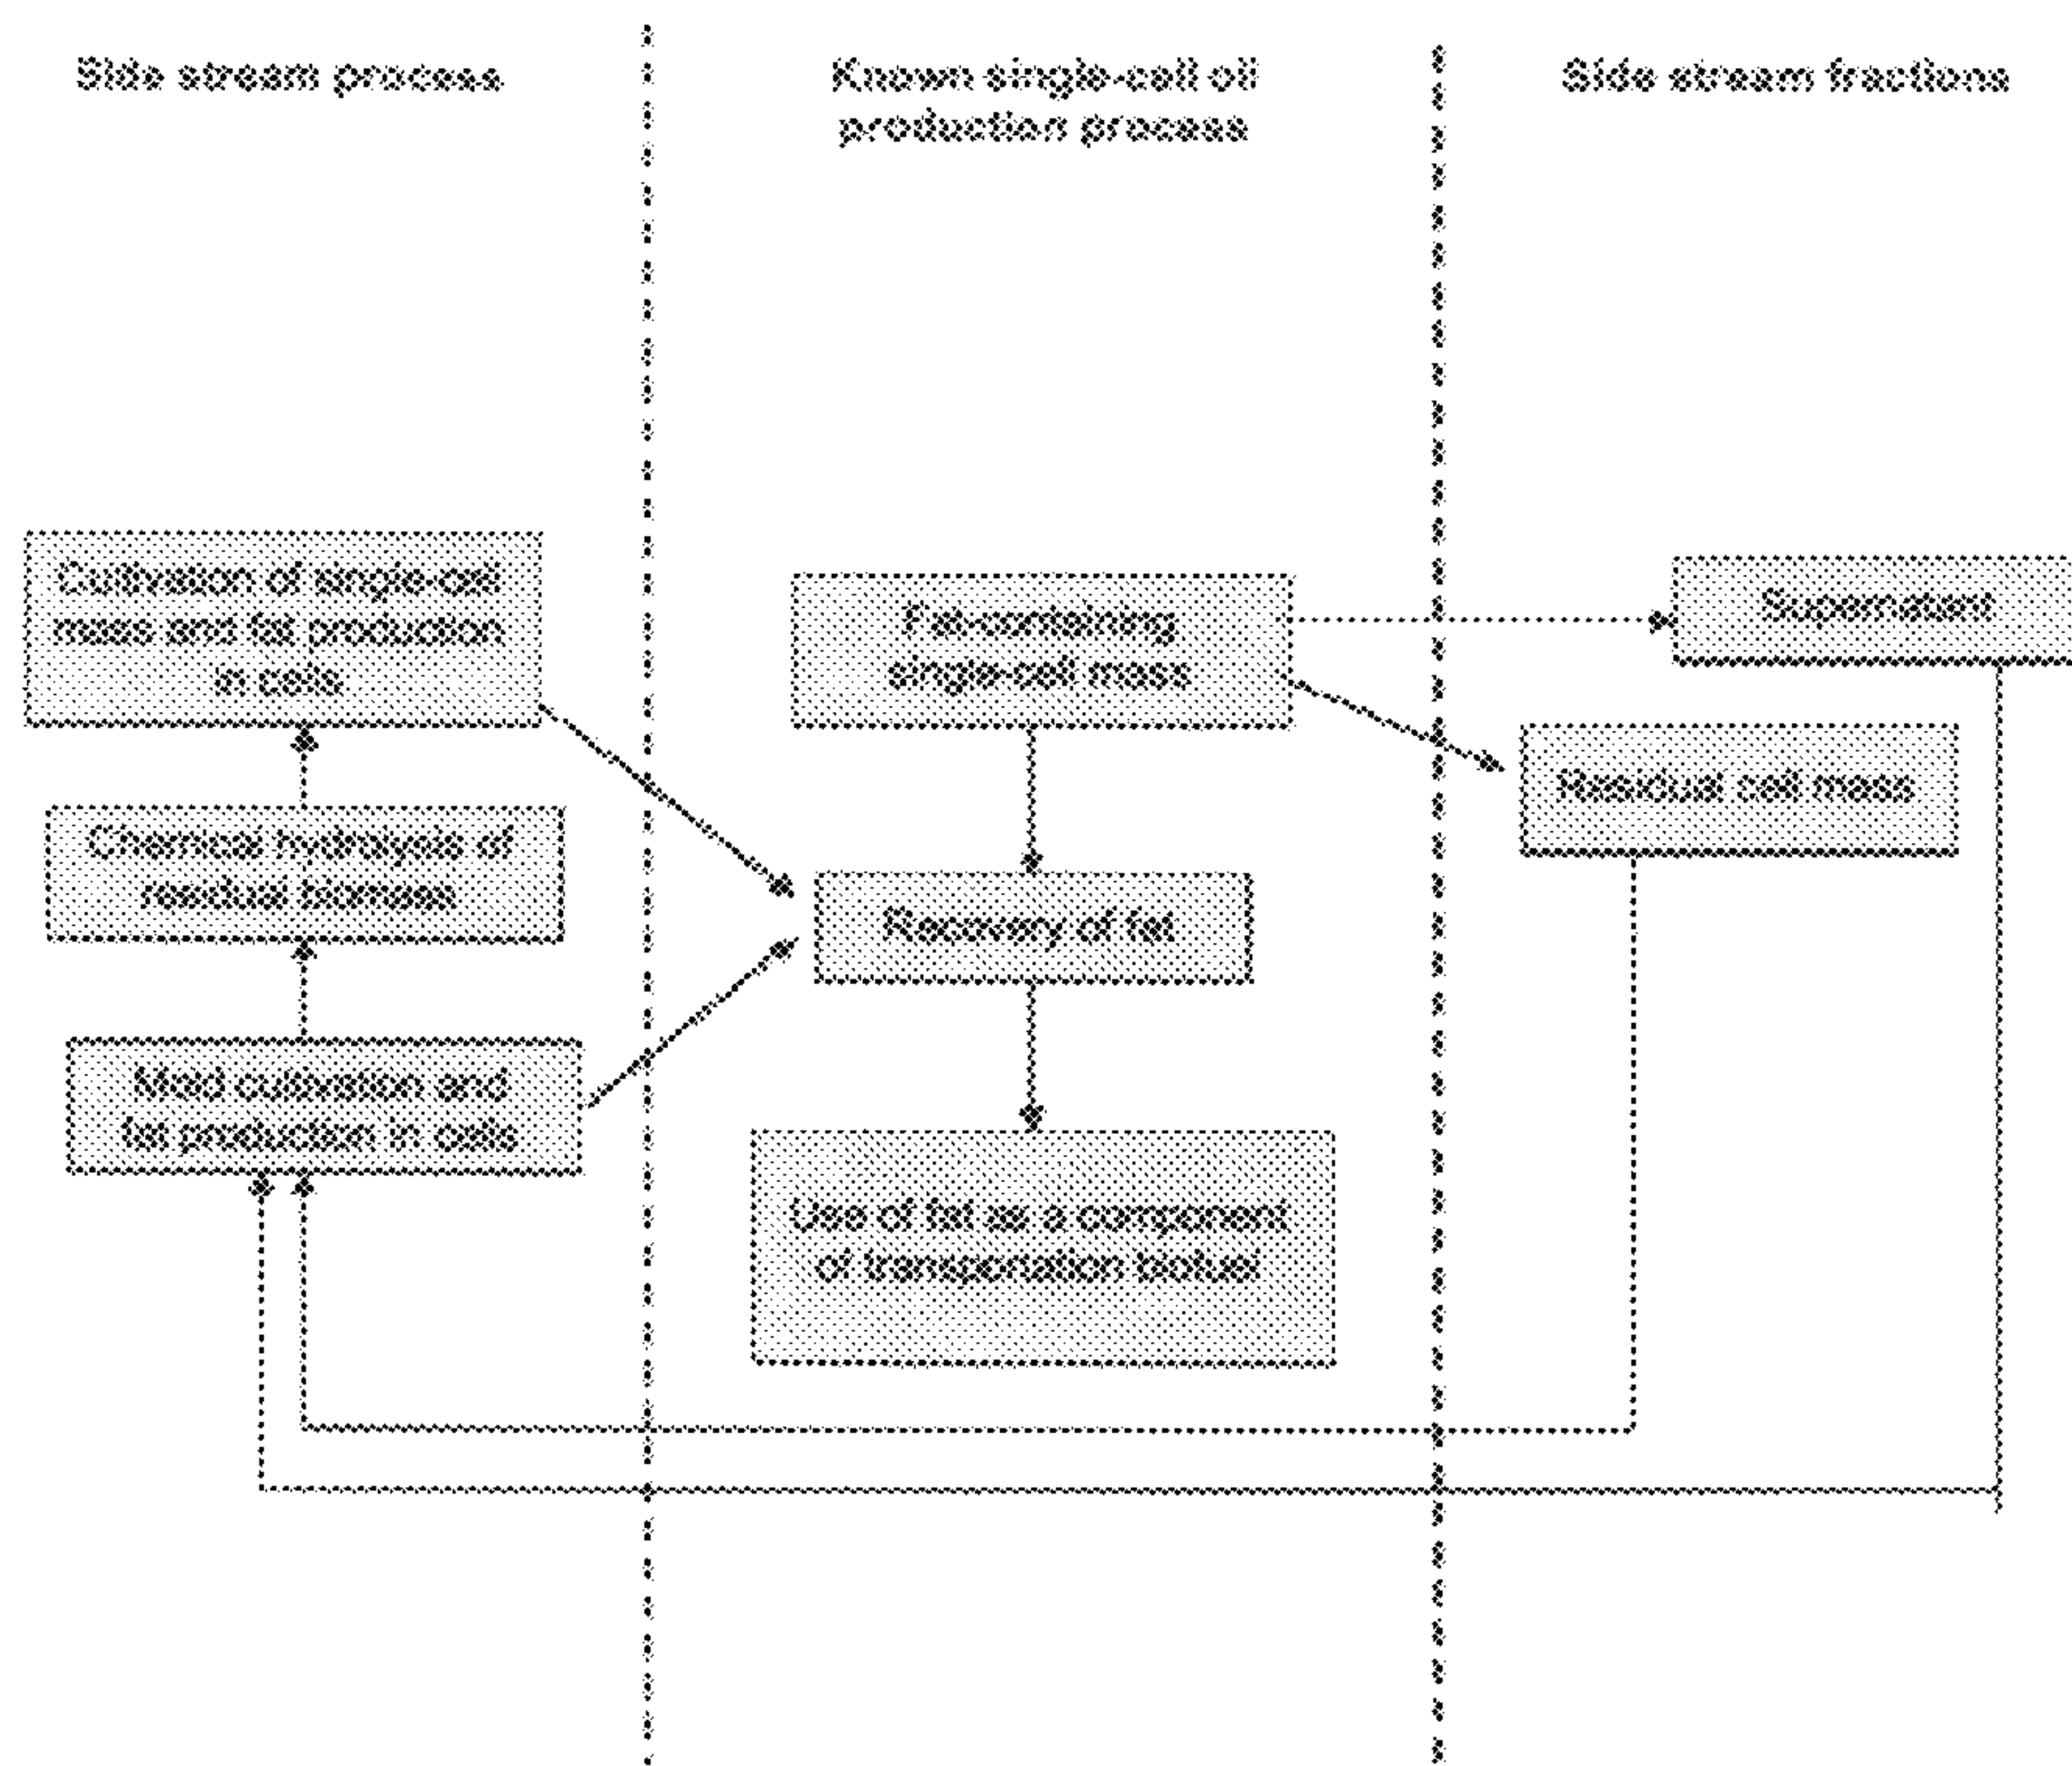 Side stream process
Known single-cell oil
production process
Side stream fractions
Cultivation of single-cell
mass and fat production
in cells
Fat-containing
single-cell mass
Supernatant
Residual cell mass
Chemical hydrolysis of
residual biomass
Recovery of fat
Mold cultivation and
fat production in cells
Use of fat as a component
of transportation biofuel